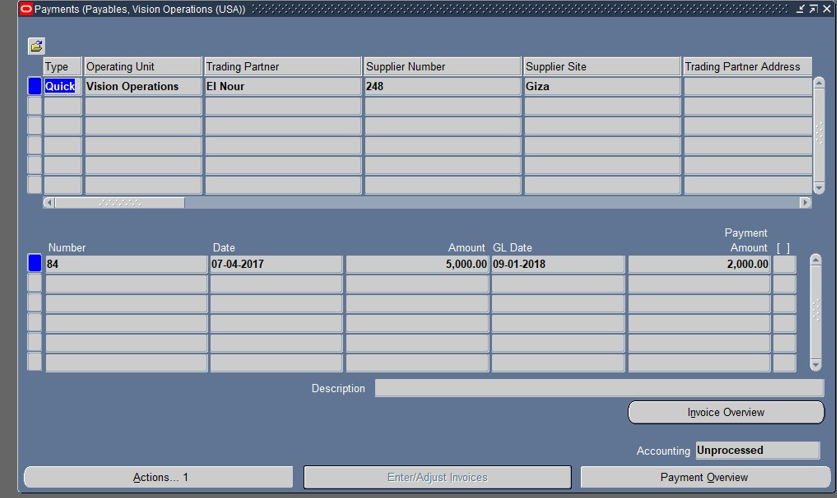 Payments (Payables, Vision Operations (USA))
Type Operating Unit Trading Partner Supplier Number Supplier Site Trading Partner Address
Quick Vision Operations El Nour 248 Giza
Payment
Number Date Amount GL Date Amount [ ]
84 07-04-2017 5,000.00 09-01-2018 2,000.00
Description
Invoice Overview
Accounting Unprocessed
Actions... 1 Enter/Adjust Invoices Payment Overview